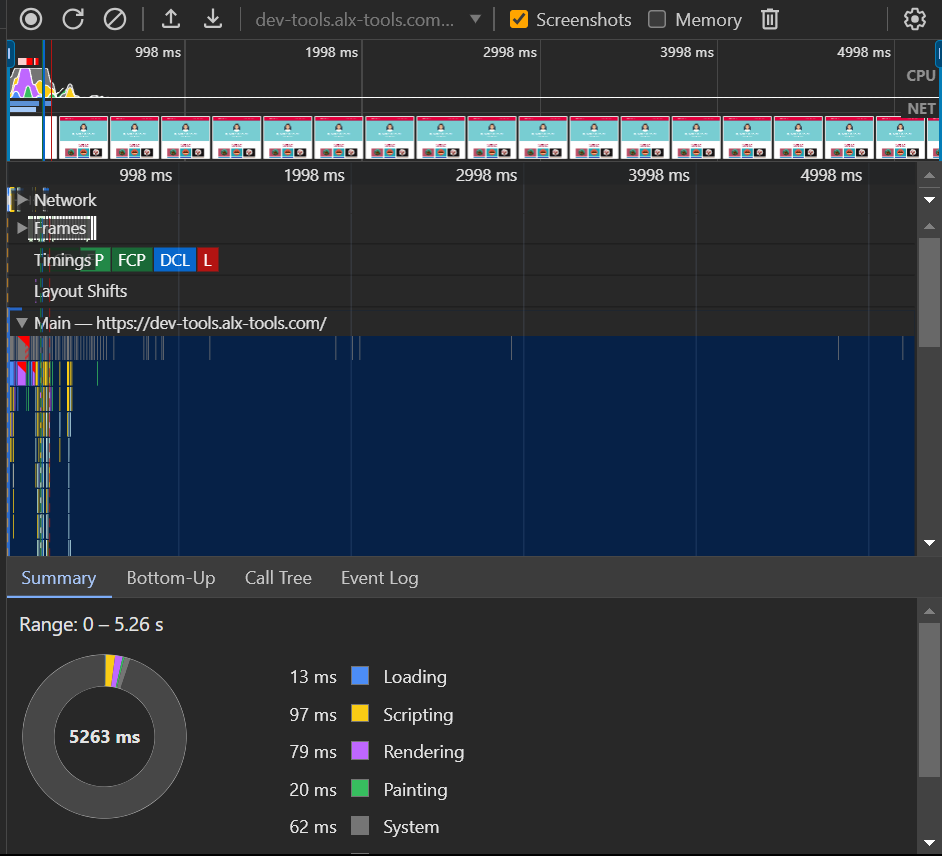 dev-tools.alx-tools.com... Screenshots Memory
998 ms 1998 ms 2998 ms 3998 ms 4998 ms
CPU
NET
998 ms 1998 ms 2998 ms 3998 ms 4998 ms
Network
Frames
Timings P FCP DCL L
Layout Shifts
Main — https://dev-tools.alx-tools.com/
Summary Bottom-Up Call Tree Event Log
Range: 0 – 5.26 s
5263 ms
13 ms Loading
97 ms Scripting
79 ms Rendering
20 ms Painting
62 ms System